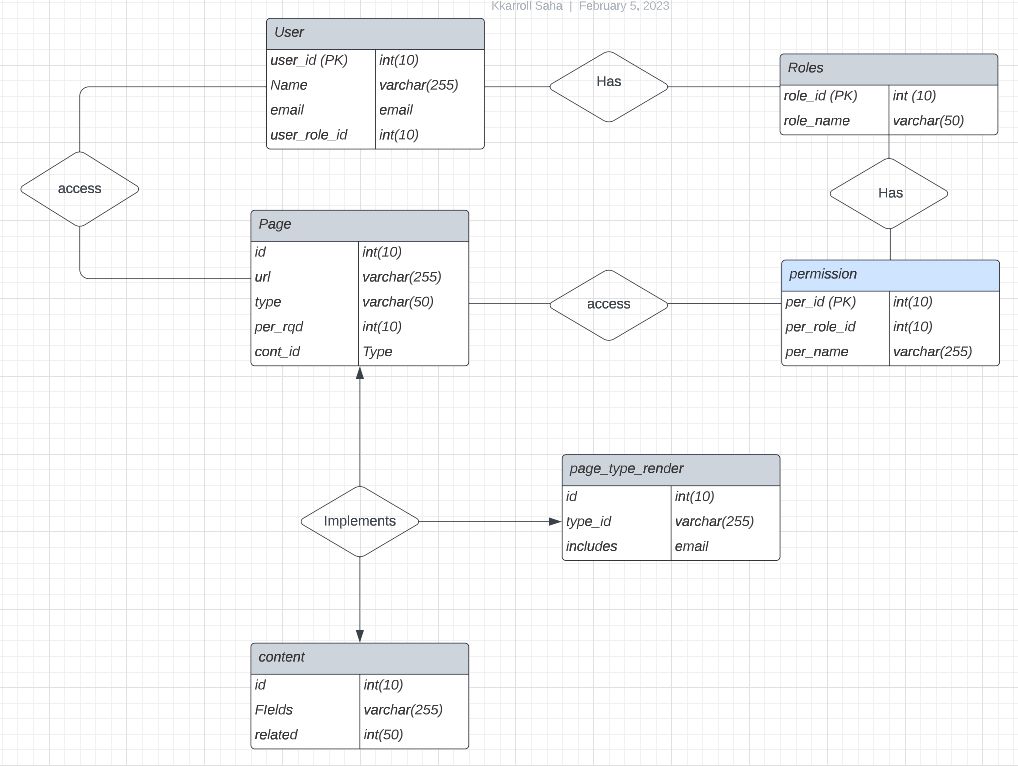 Kkarroll Saha | February 5, 2023
User
user_id (PK) int(10)
Name varchar(255)
email email
user_role_id int(10)
Has
Roles
role_id (PK) int (10)
role_name varchar(50)
access
Has
Page
id int(10)
url varchar(255)
type varchar(50)
per_rqd int(10)
cont_id Type
access
permission
per_id (PK) int(10)
per_role_id int(10)
per_name varchar(255)
Implements
page_type_render
id int(10)
type_id varchar(255)
includes email
content
id int(10)
FIelds varchar(255)
related int(50)